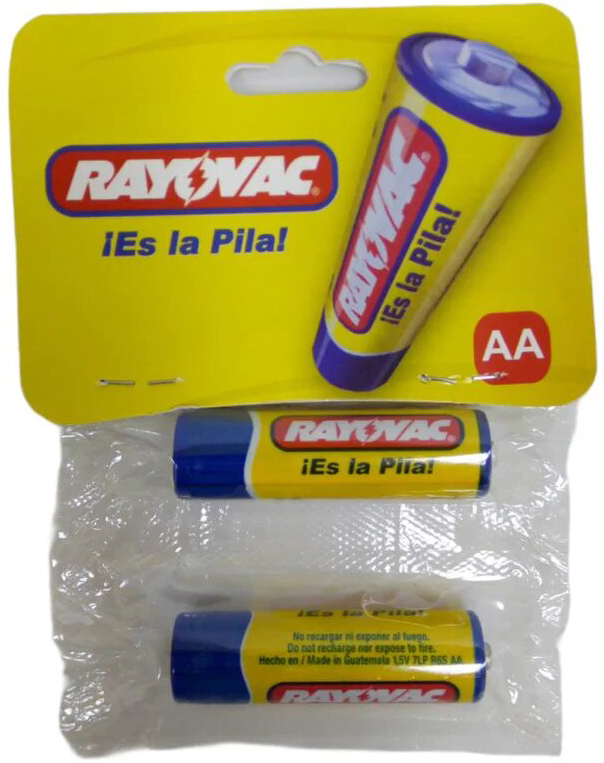 RAYOVAC
¡Es la Pila!
RAYOVAC
¡Es la Pila!
AA
RAYOVAC
¡Es la Pila!
¡Es la Pila!
No recargar ni exponer al fuego.
Do not recharge nor expose to fire.
Hecho en / Made in Guatemala 1,5V 7LP R6S AA
RAYOVAC